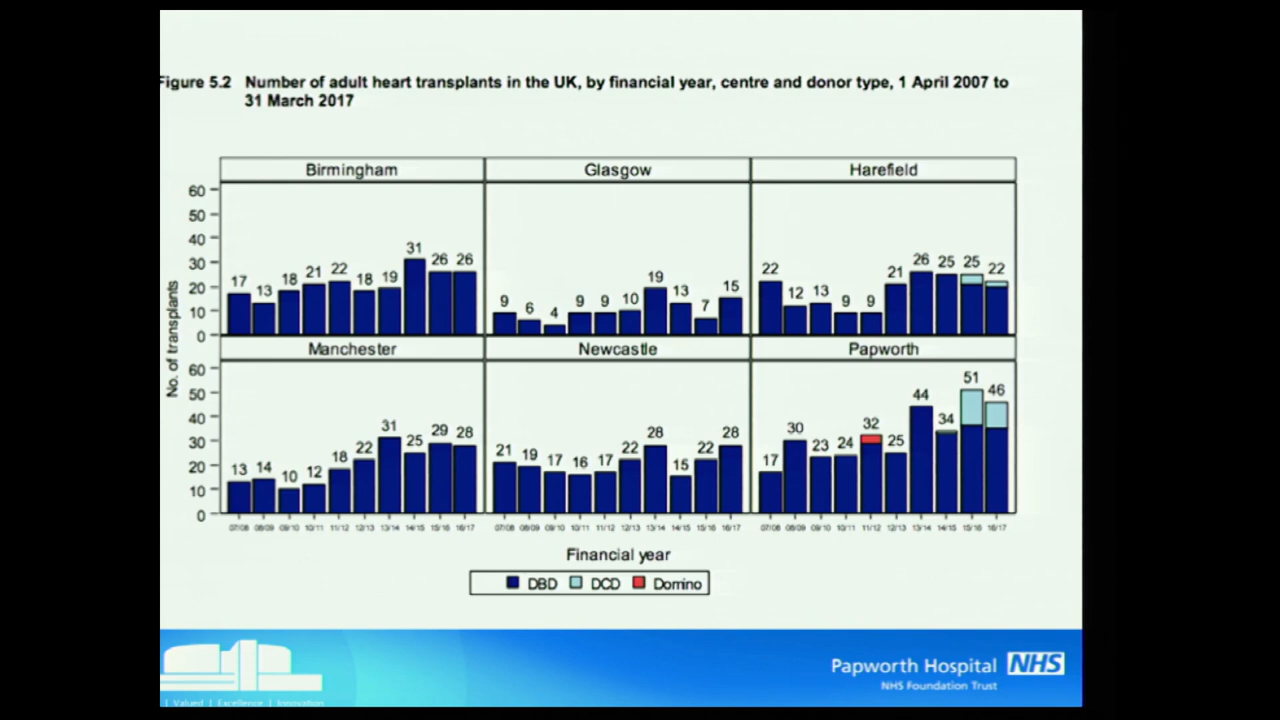 Figure 5.2 Number of adult heart transplants in the UK, by financial year, centre and donor type, 1 April 2007 to
31 March 2017
Birmingham Glasgow Harefield
No. of transplants
60
50
40
30
20
10
0
17 13 18 21 22 18 19 31 26 26
9 6 4 9 9 10 19 13 7 15
22 12 13 9 9 21 26 25 25 22
Manchester Newcastle Papworth
60
50
40
30
20
10
0
13 14 10 12 18 22 31 25 29 28
21 19 17 16 17 22 28 15 22 28
17 30 23 24 32 25 44 34 51 46
07/08 08/09 09/10 10/11 11/12 12/13 13/14 14/15 15/16 16/17 07/08 08/09 09/10 10/11 11/12 12/13 13/14 14/15 15/16 16/17 07/08 08/09 09/10 10/11 11/12 12/13 13/14 14/15 15/16 16/17
Financial year
DBD DCD Domino
Papworth Hospital NHS
NHS Foundation Trust
| Valued | Excellence | Innovation